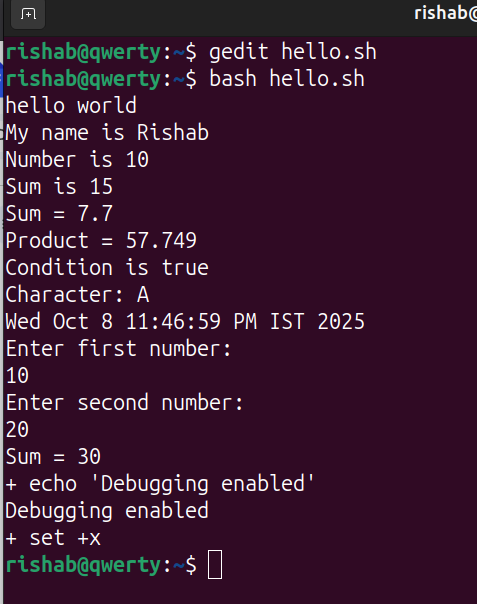 rishab@
rishab@qwerty:~$ gedit hello.sh
rishab@qwerty:~$ bash hello.sh
hello world
My name is Rishab
Number is 10
Sum is 15
Sum = 7.7
Product = 57.749
Condition is true
Character: A
Wed Oct 8 11:46:59 PM IST 2025
Enter first number:
10
Enter second number:
20
Sum = 30
+ echo 'Debugging enabled'
Debugging enabled
+ set +x
rishab@qwerty:~$